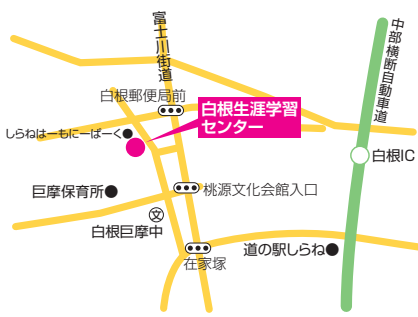 富士川街道
中部横断自動車道
白根郵便局前
白根生涯学習
センター
しらねはーもにーぱーく
白根IC
巨摩保育所
桃源文化会館入口
文
白根巨摩中
道の駅しらね
在家塚